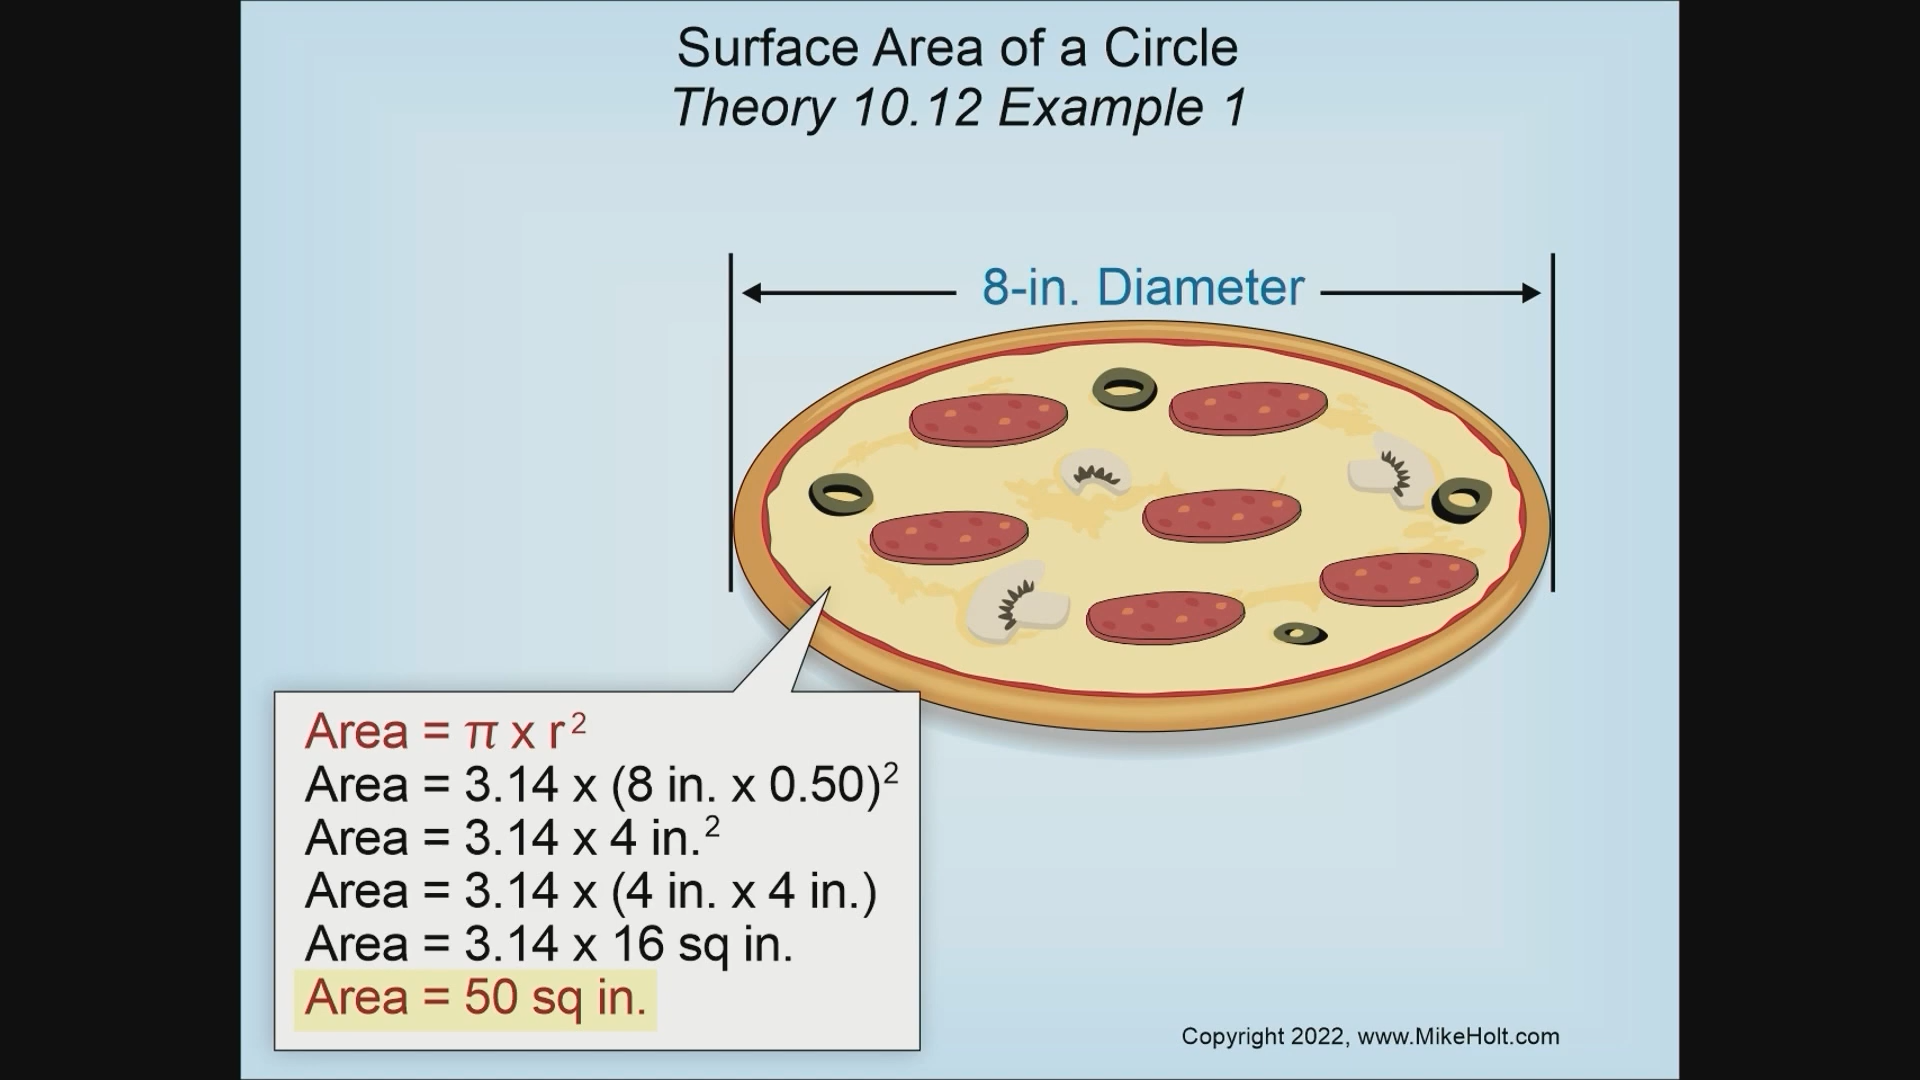 Surface Area of a Circle
Theory 10.12 Example 1
8-in. Diameter
Area = π x r²
Area = 3.14 x (8 in. x 0.50)²
Area = 3.14 x 4 in.²
Area = 3.14 x (4 in. x 4 in.)
Area = 3.14 x 16 sq in.
Area = 50 sq in.
Copyright 2022, www.MikeHolt.com